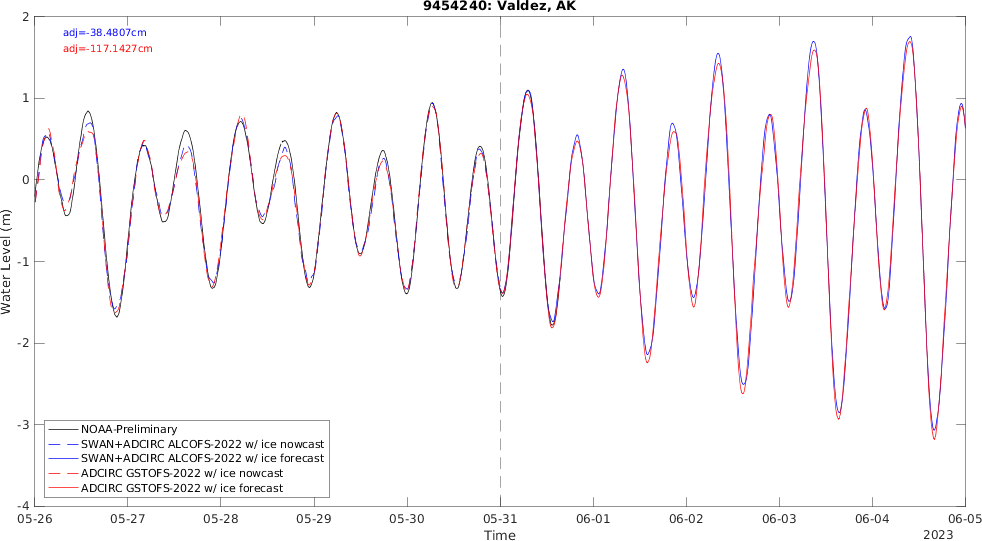 9454240: Valdez, AK
adj=-38.4807cm
adj=-117.1427cm
2
1
0
-1
-2
-3
-4
Water Level (m)
NOAA-Preliminary
SWAN+ADCIRC ALCOFS-2022 w/ ice nowcast
SWAN+ADCIRC ALCOFS-2022 w/ ice forecast
ADCIRC GSTOFS-2022 w/ ice nowcast
ADCIRC GSTOFS-2022 w/ ice forecast
05-26 05-27 05-28 05-29 05-30 05-31 06-01 06-02 06-03 06-04 06-05
Time 2023